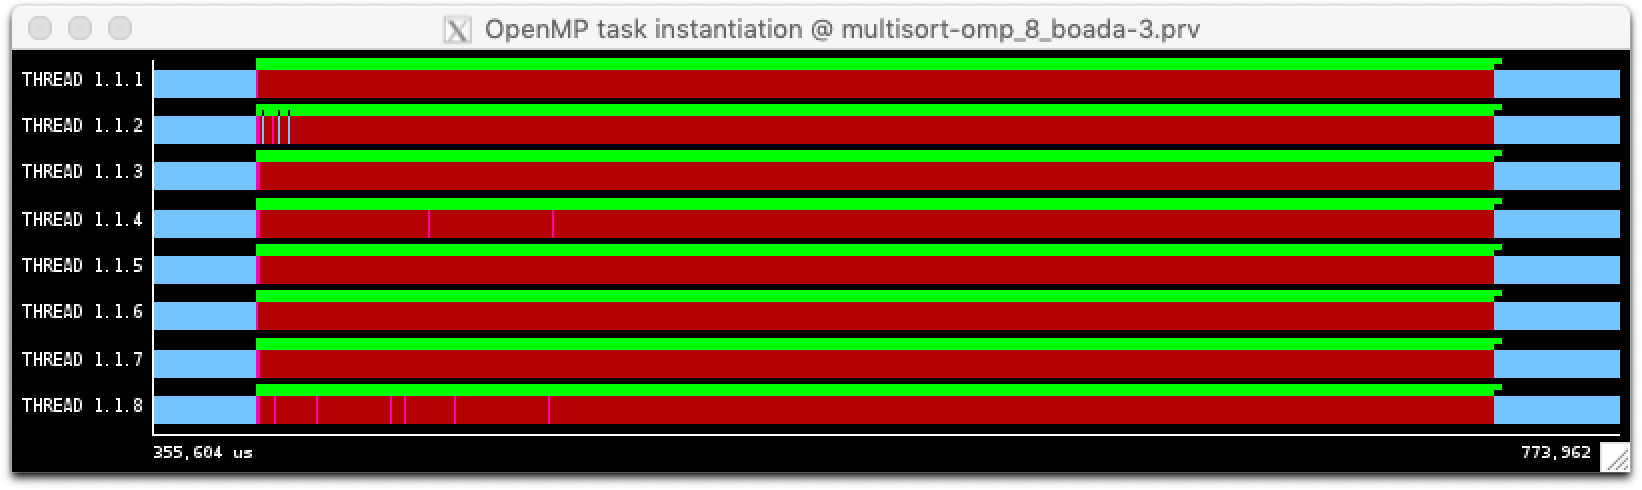 OpenMP task instantiation @ multisort-omp_8_boada-3.prv
THREAD 1.1.1
THREAD 1.1.2
THREAD 1.1.3
THREAD 1.1.4
THREAD 1.1.5
THREAD 1.1.6
THREAD 1.1.7
THREAD 1.1.8
355,604 us 773,962